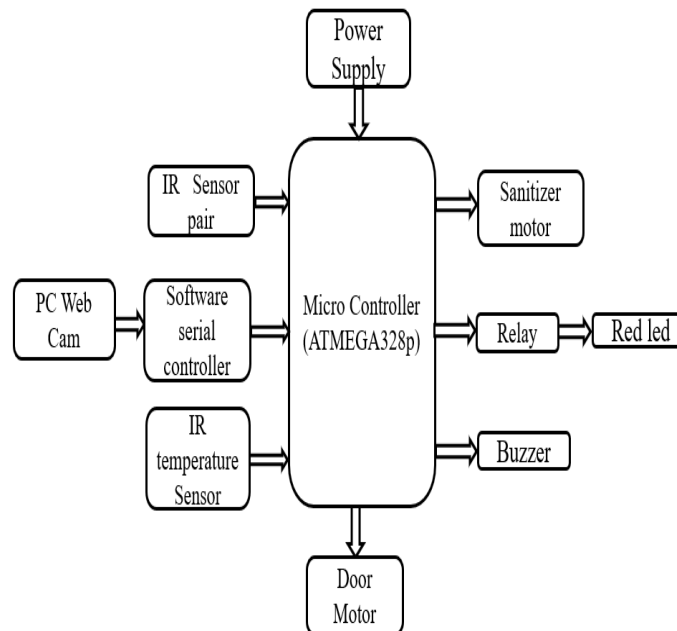 Power
Supply
IR Sensor
pair
Sanitizer
motor
PC Web
Cam
Software
serial
controller
Micro Controller
(ATMEGA328p)
Relay
Red led
IR
temperature
Sensor
Buzzer
Door
Motor